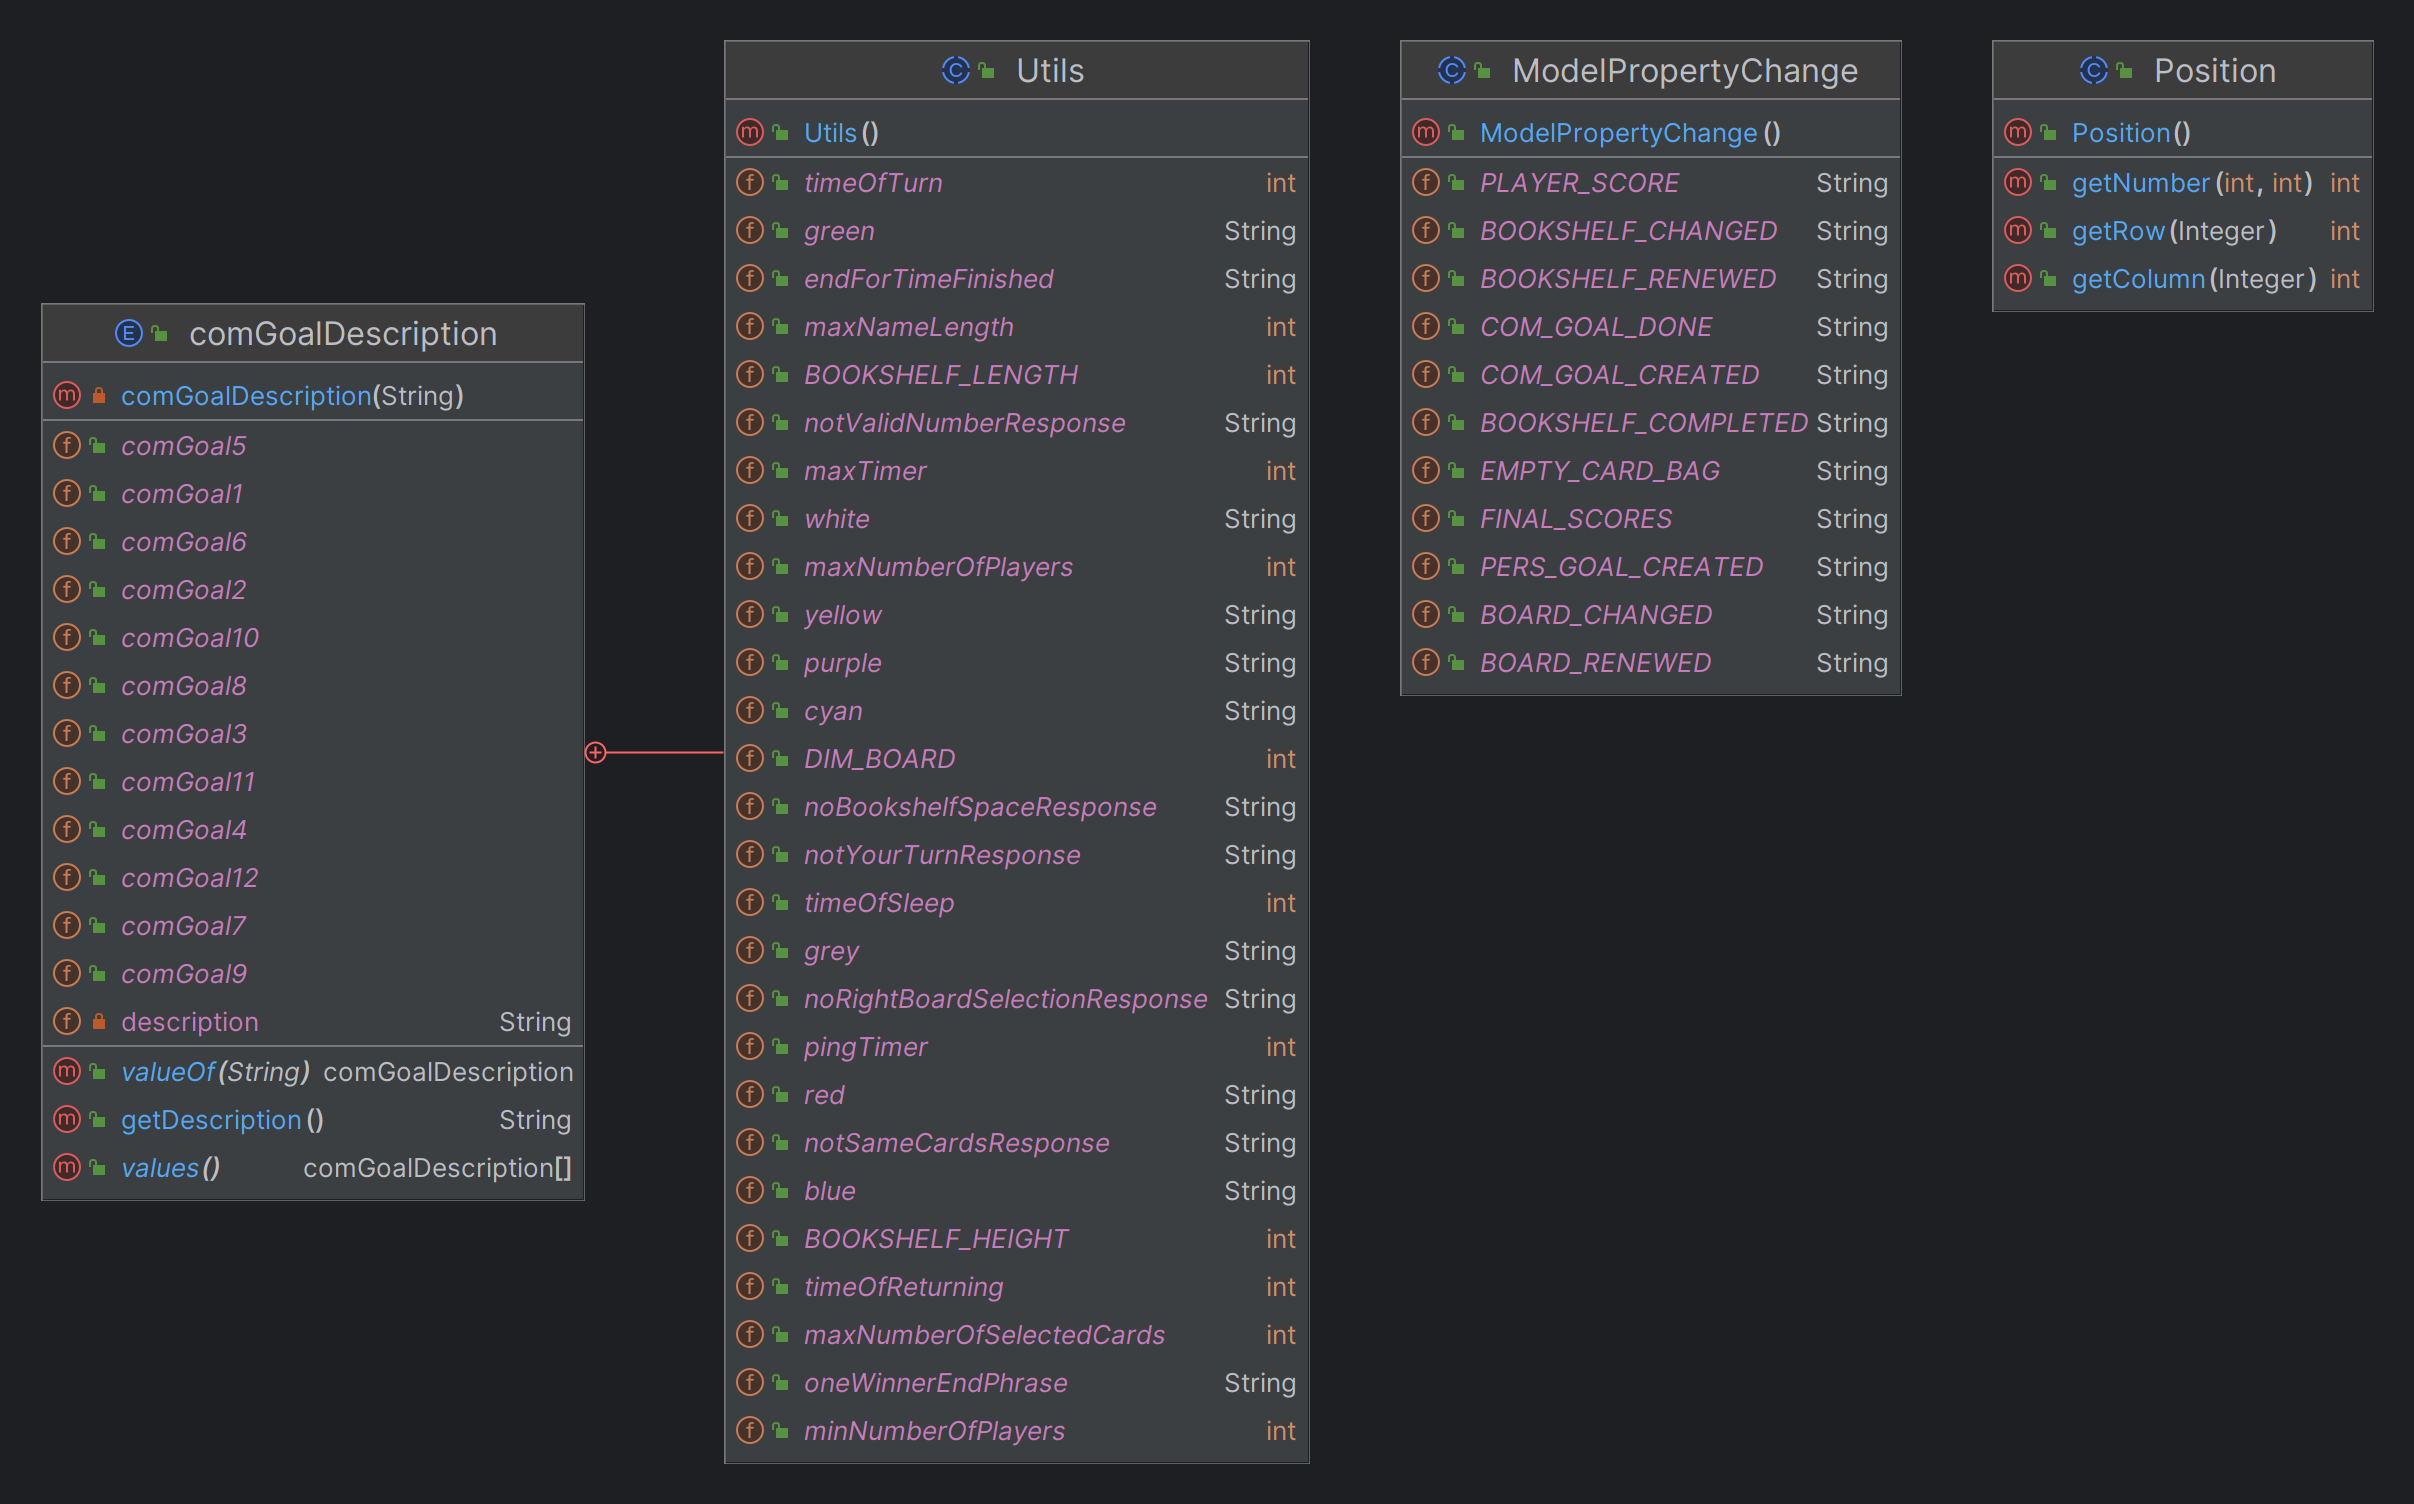 comGoalDescription
comGoalDescription(String)
comGoal5
comGoal1
comGoal6
comGoal2
comGoal10
comGoal8
comGoal3
comGoal11
comGoal4
comGoal12
comGoal7
comGoal9
description String
valueOf(String) comGoalDescription
getDescription() String
values() comGoalDescription[]
Utils
Utils()
timeOfTurn int
green String
endForTimeFinished String
maxNameLength int
BOOKSHELF_LENGTH int
notValidNumberResponse String
maxTimer int
white String
maxNumberOfPlayers int
yellow String
purple String
cyan String
DIM_BOARD int
noBookshelfSpaceResponse String
notYourTurnResponse String
timeOfSleep int
grey String
noRightBoardSelectionResponse String
pingTimer int
red String
notSameCardsResponse String
blue String
BOOKSHELF_HEIGHT int
timeOfReturning int
maxNumberOfSelectedCards int
oneWinnerEndPhrase String
minNumberOfPlayers int
ModelPropertyChange
ModelPropertyChange()
PLAYER_SCORE String
BOOKSHELF_CHANGED String
BOOKSHELF_RENEWED String
COM_GOAL_DONE String
COM_GOAL_CREATED String
BOOKSHELF_COMPLETED String
EMPTY_CARD_BAG String
FINAL_SCORES String
PERS_GOAL_CREATED String
BOARD_CHANGED String
BOARD_RENEWED String
Position
Position()
getNumber(int, int) int
getRow(Integer) int
getColumn(Integer) int